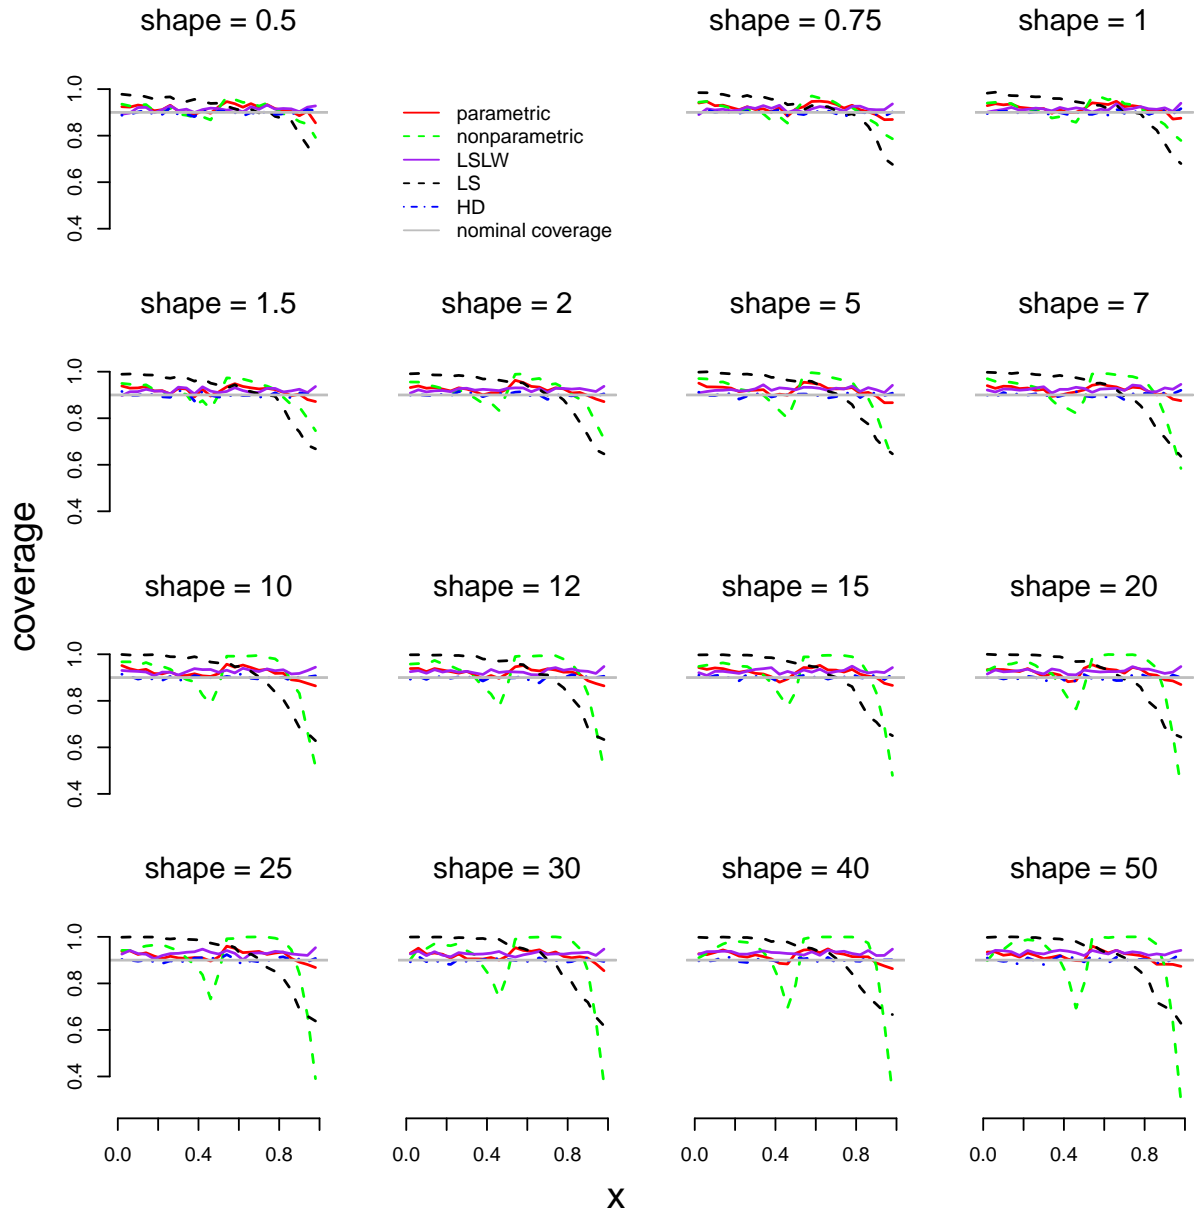 shape = 0.5
shape = 0.75
shape = 1
1.0
0.8
0.6
0.4
parametric
nonparametric
LSLW
LS
HD
nominal coverage
shape = 1.5
shape = 2
shape = 5
shape = 7
1.0
0.8
0.6
0.4
coverage
shape = 10
shape = 12
shape = 15
shape = 20
1.0
0.8
0.6
0.4
shape = 25
shape = 30
shape = 40
shape = 50
1.0
0.8
0.6
0.4
0.0 0.4 0.8 0.0 0.4 0.8 0.0 0.4 0.8 0.0 0.4 0.8
x